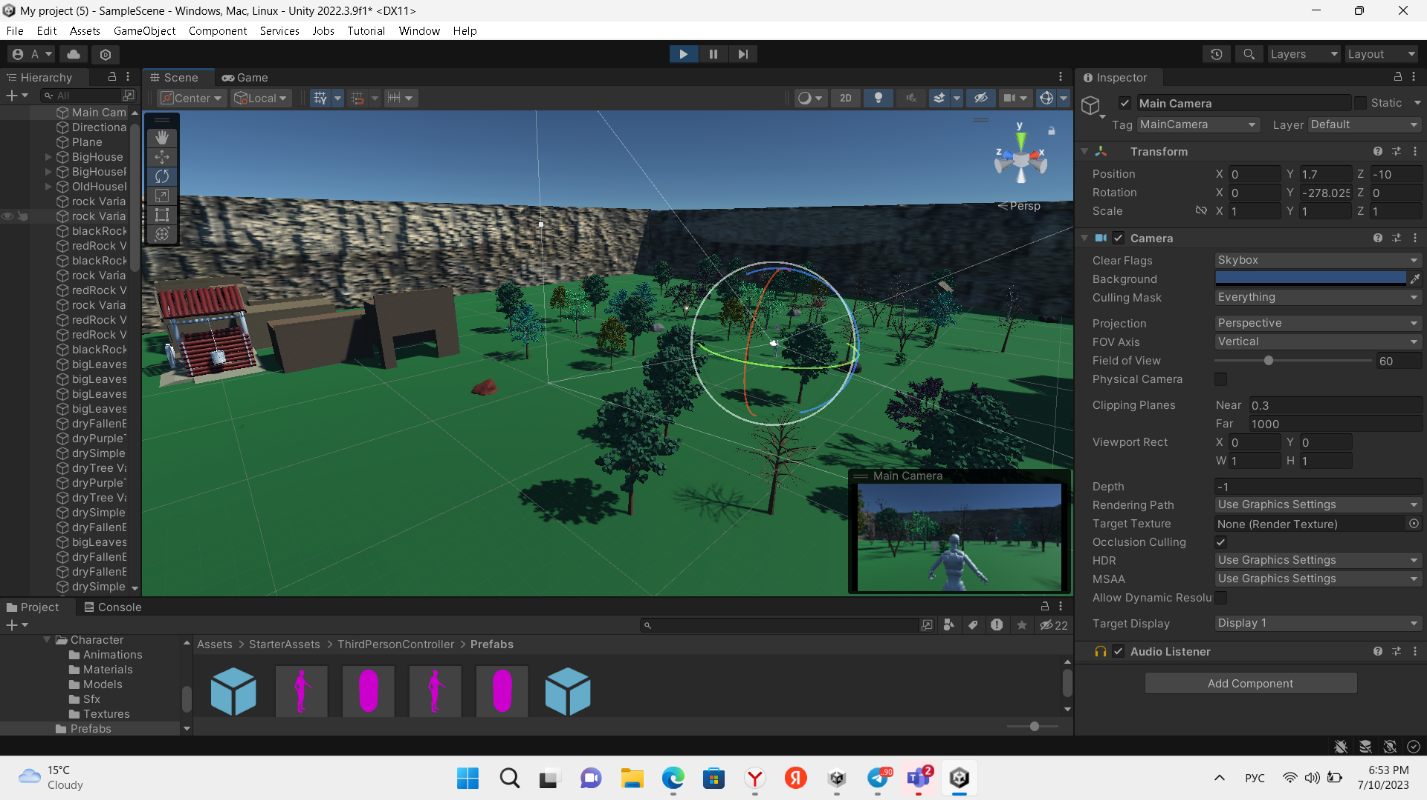 My project (5) - SampleScene - Windows, Mac, Linux - Unity 2022.3.9f1* <DX11>
File Edit Assets GameObject Component Services Jobs Tutorial Window Help
A Layers Layout
Hierarchy Scene Game Inspector
All Center Local 2D Main Camera Static
Tag MainCamera Layer Default
Main Cam
Directiona
Plane
BigHouse
BigHouseF
OldHousel
rock Varia
rock Varia
blackRock
redRock V
blackRock
rock Varia
redRock V
rock Varia
redRock V
redRock V
blackRock
bigLeaves
bigLeaves
bigLeaves
bigLeaves
dryFallenE
dryPurple
drySimple
dryTree Va
dryPurple
dryTree Va
drySimple
dryFallenE
bigLeaves
dryFallenE
dryFallenE
drySimple
y
z x
Persp
Main Camera
Transform
Position X 0 Y 1.7 Z -10
Rotation X 0 Y -278.025 Z 0
Scale X 1 Y 1 Z 1
Camera
Clear Flags Skybox
Background
Culling Mask Everything
Projection Perspective
FOV Axis Vertical
Field of View 60
Physical Camera
Clipping Planes Near 0.3
Far 1000
Viewport Rect X 0 Y 0
W 1 H 1
Depth -1
Rendering Path Use Graphics Settings
Target Texture None (Render Texture)
Occlusion Culling
HDR Use Graphics Settings
MSAA Use Graphics Settings
Allow Dynamic Resolu
Target Display Display 1
Audio Listener
Add Component
Project Console
22
Character
Animations
Materials
Models
Sfx
Textures
Prefabs
Assets > StarterAssets > ThirdPersonController > Prefabs
15°C
Cloudy
Я 90 2
РУС
6:53 PM
7/10/2023